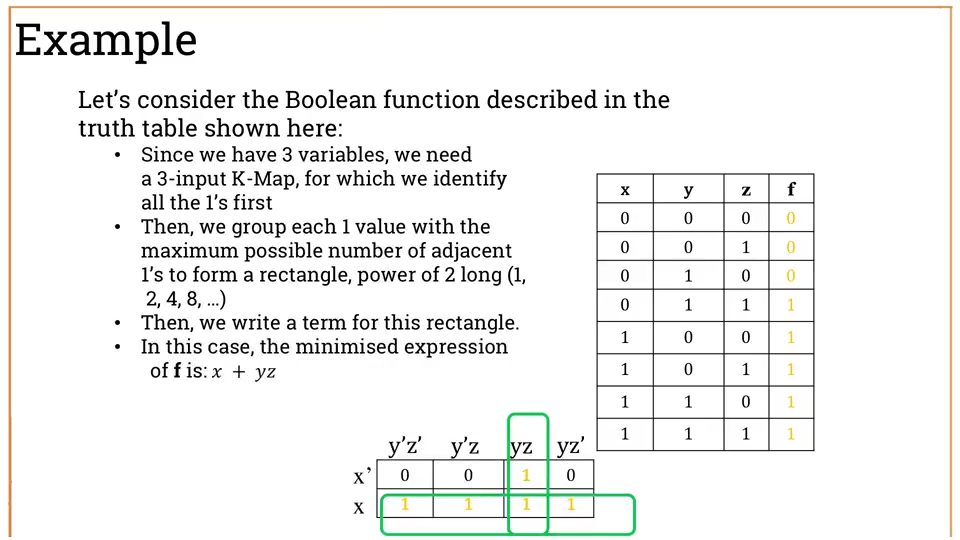 Example
Let’s consider the Boolean function described in the
truth table shown here:
• Since we have 3 variables, we need
a 3-input K-Map, for which we identify
all the 1’s first
• Then, we group each 1 value with the
maximum possible number of adjacent
1’s to form a rectangle, power of 2 long (1,
2, 4, 8, …)
• Then, we write a term for this rectangle.
• In this case, the minimised expression
of f is: x + yz
x y z f
0 0 0 0
0 0 1 0
0 1 0 0
0 1 1 1
1 0 0 1
1 0 1 1
1 1 0 1
1 1 1 1
y’z’ y’z yz yz’
x’ 0 0 1 0
x 1 1 1 1